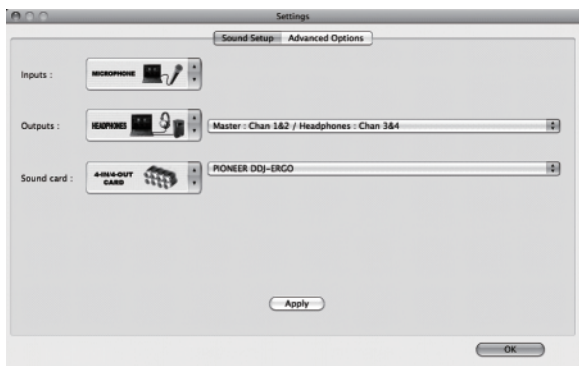 Settings
Sound Setup Advanced Options
Inputs :
MICROPHONE
Outputs :
HEADPHONES
Master : Chan 1&2 / Headphones : Chan 3&4
Sound card :
4-IN/4-OUT
CARD
PIONEER DDJ-ERGO
Apply
OK